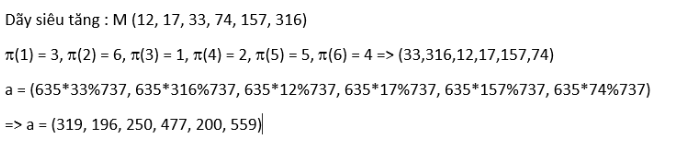 Dãy siêu tăng : M (12, 17, 33, 74, 157, 316)
π(1) = 3, π(2) = 6, π(3) = 1, π(4) = 2, π(5) = 5, π(6) = 4 => (33,316,12,17,157,74)
a = (635*33%737, 635*316%737, 635*12%737, 635*17%737, 635*157%737, 635*74%737)
=> a = (319, 196, 250, 477, 200, 559)